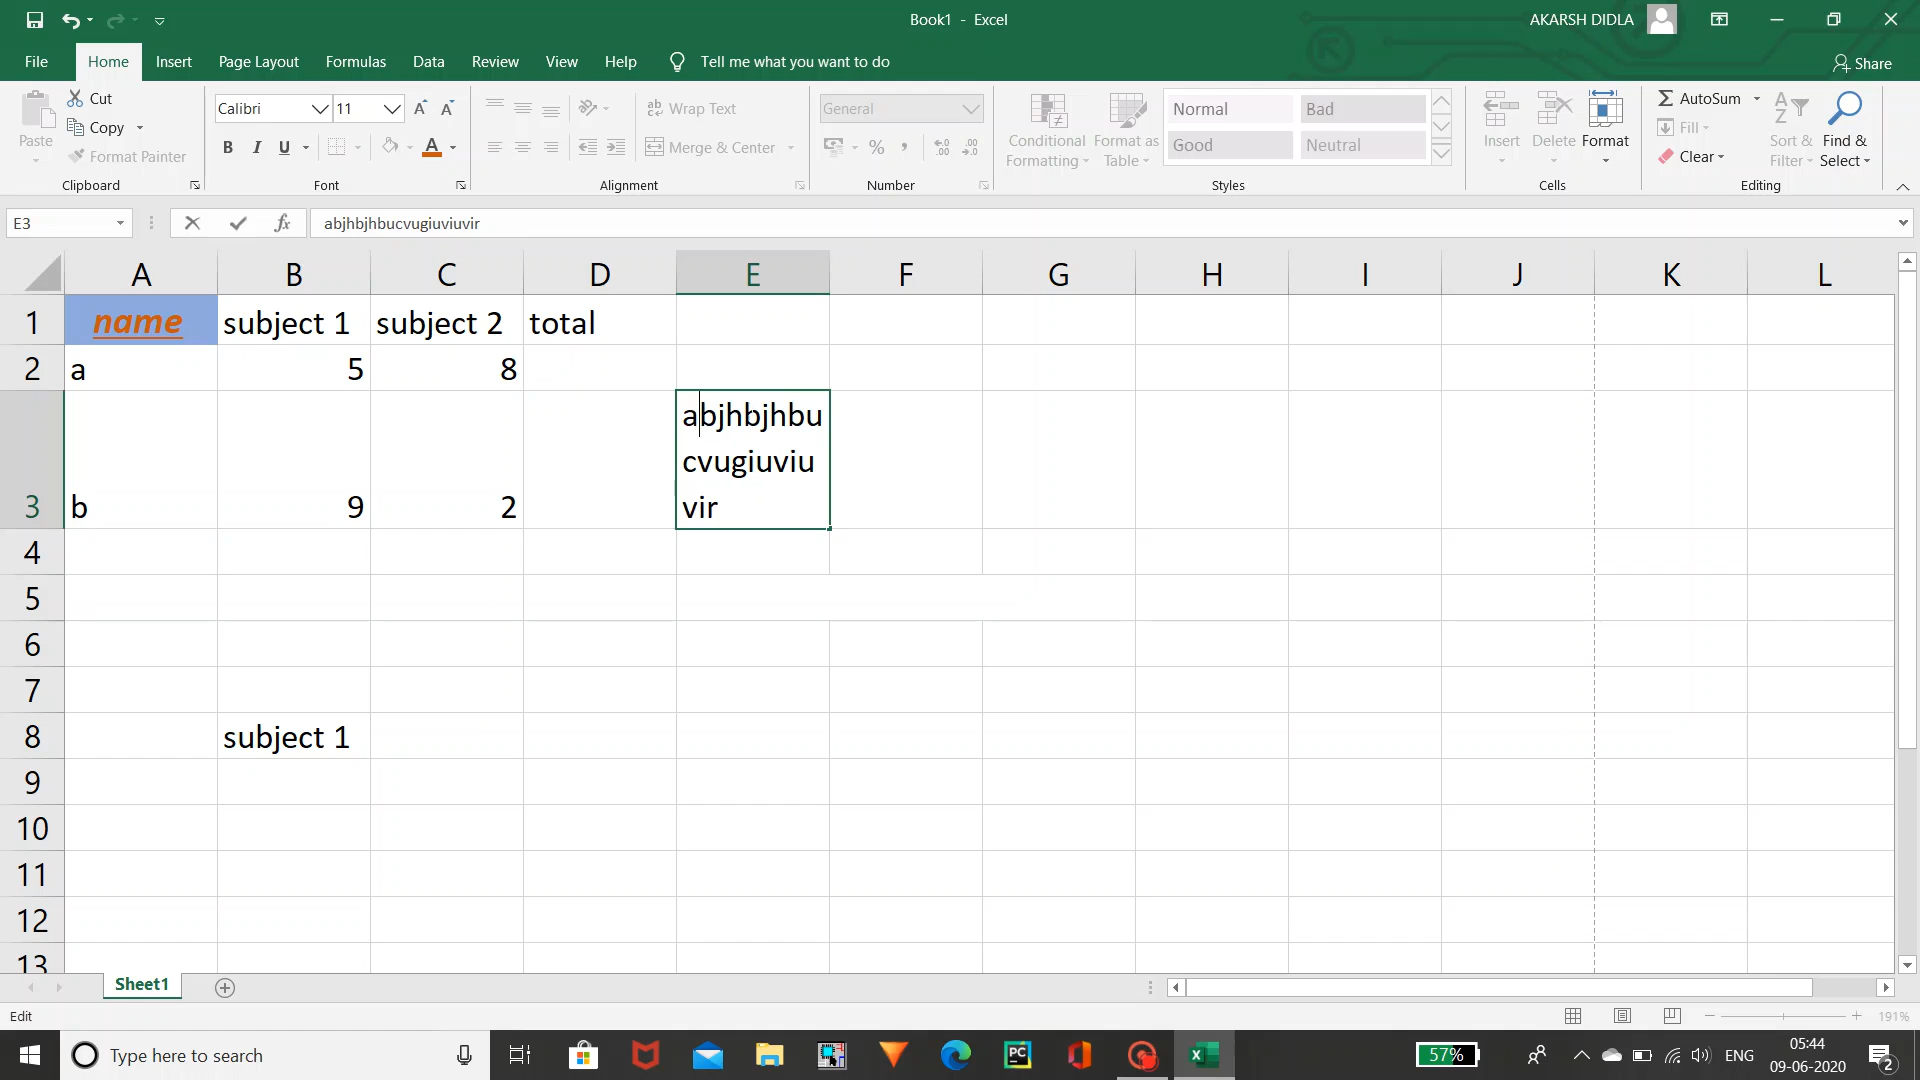 Book1 - Excel
AKARSH DIDLA
File Home Insert Page Layout Formulas Data Review View Help Tell me what you want to do
Share
Paste
Cut
Copy
Format Painter
Clipboard
Calibri 11
B I U
Font
Wrap Text
Merge & Center
Alignment
General
Number
Conditional Formatting
Format as Table
Normal Bad
Good Neutral
Styles
Insert Delete Format
Cells
AutoSum
Fill
Clear
Sort & Filter
Find & Select
Editing
E3 fx abjhbjhbucvugiuviuvir
A B C D E F G H I J K L
1 name subject 1 subject 2 total
2 a 5 8
3 b 9 2
abjhbjhbu
cvugiuviu
vir
4
5
6
7
8 subject 1
9
10
11
12
13
Sheet1
Edit
191%
Type here to search
PC
57%
ENG
05:44
09-06-2020
2